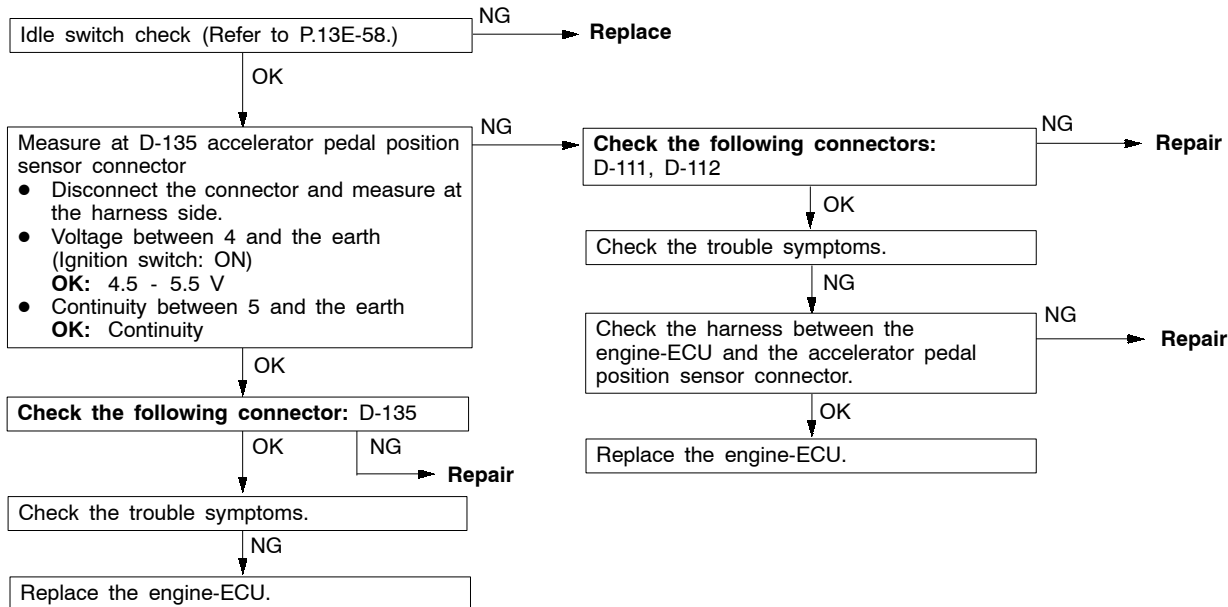 NG
Idle switch check (Refer to P.13E-58.)
Replace
OK
Measure at D-135 accelerator pedal position
sensor connector
● Disconnect the connector and measure at
the harness side.
● Voltage between 4 and the earth
(Ignition switch: ON)
OK: 4.5 - 5.5 V
● Continuity between 5 and the earth
OK: Continuity
NG
Check the following connectors:
D-111, D-112
NG
Repair
OK
Check the trouble symptoms.
NG
Check the harness between the
engine-ECU and the accelerator pedal
position sensor connector.
NG
Repair
OK
Replace the engine-ECU.
OK
Check the following connector: D-135
OK
NG
Repair
Check the trouble symptoms.
NG
Replace the engine-ECU.